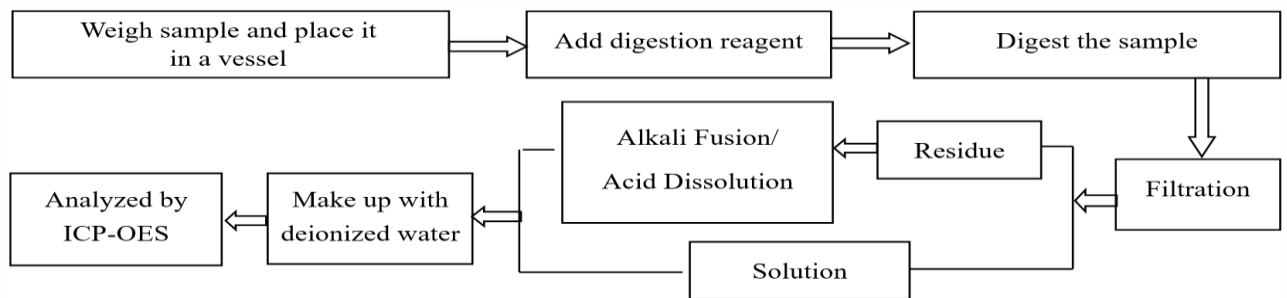 Weigh sample and place it
in a vessel
Add digestion reagent
Digest the sample
Filtration
Residue
Alkali Fusion/
Acid Dissolution
Solution
Make up with
deionized water
Analyzed by
ICP-OES